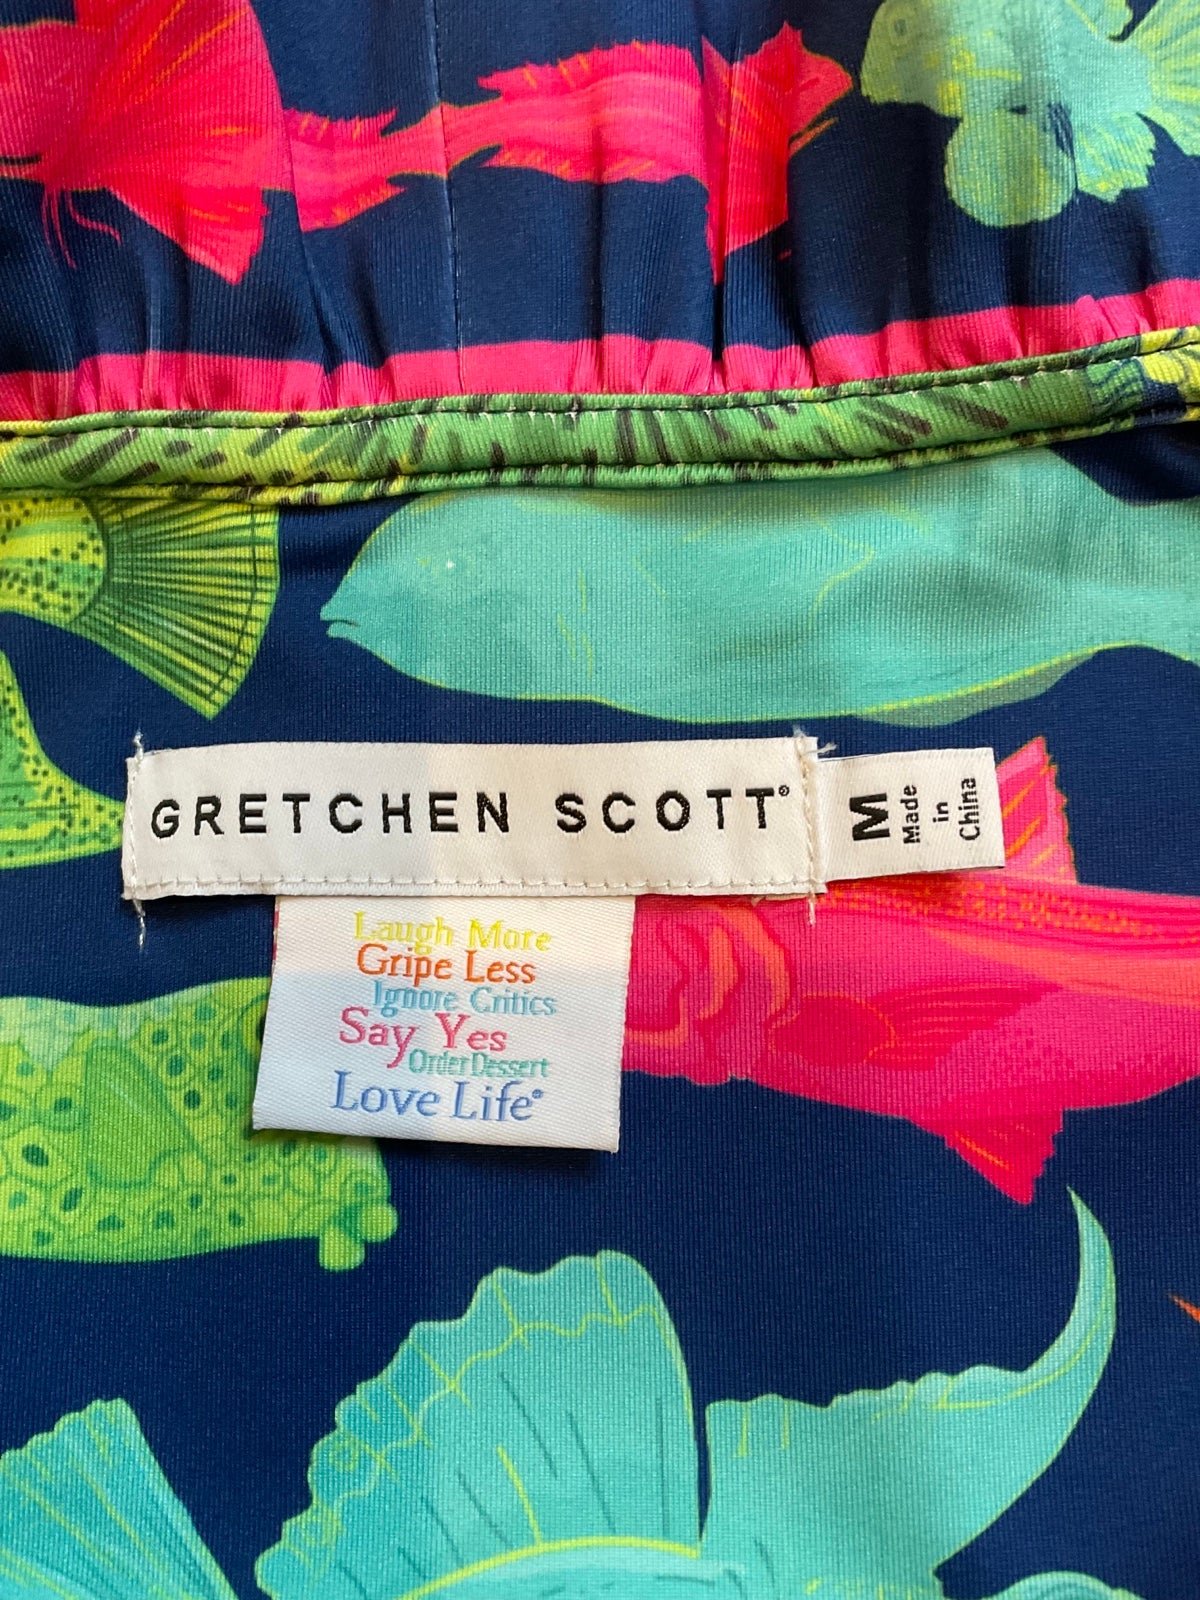 GRETCHEN SCOTT®
M
Made
in
China
Laugh More
Gripe Less
Ignore Critics
Say Yes
Order Dessert
Love Life®